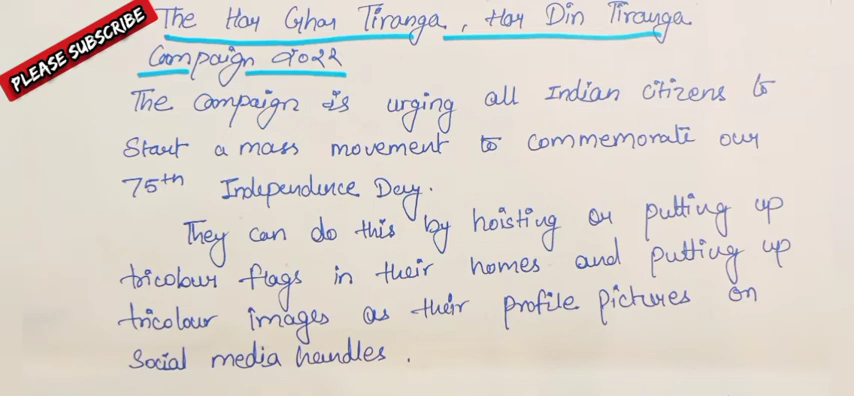 PLEASE SUBSCRIBE
The Har Ghar Tiranga, Har Din Tiranga
Campaign 2022
The campaign is urging all Indian citizens to
Start a mass movement to commemorate our
75th Independence Day.
They can do this by hoisting or putting up
tricolour flags in their homes and putting up
tricolour images as their profile pictures on
Social media handles.